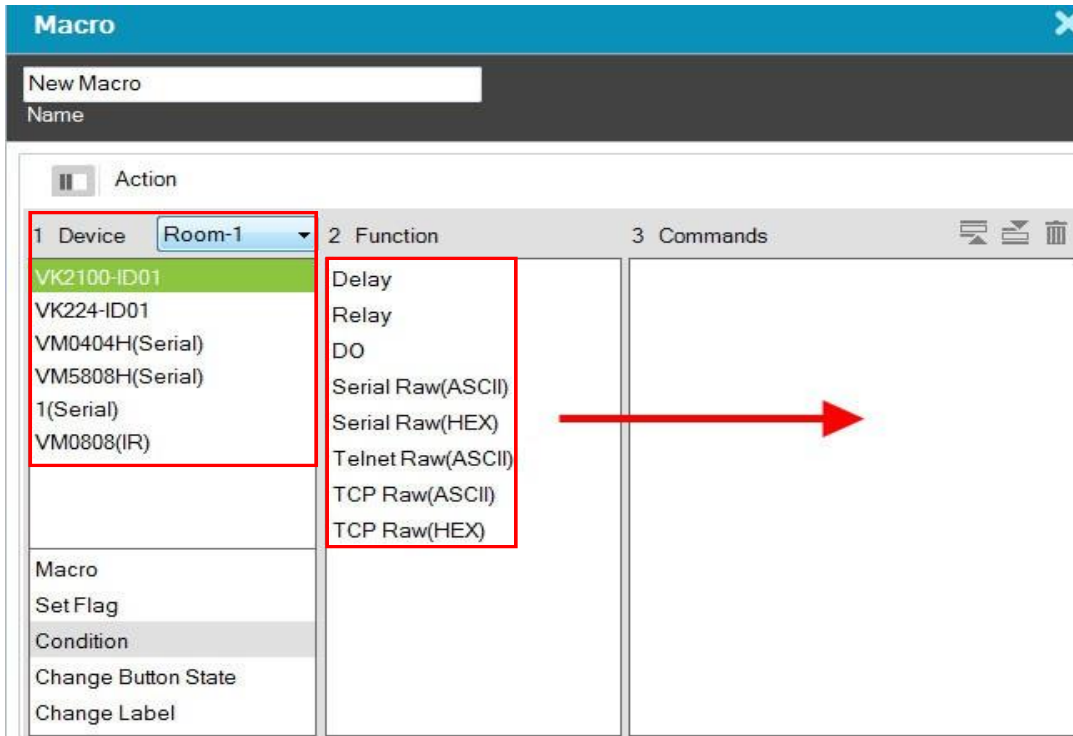 Macro
New Macro
Name
Action
1 Device Room-1
2 Function
3 Commands
VK2100-ID01
VK224-ID01
VM0404H(Serial)
VM5808H(Serial)
1(Serial)
VM0808(IR)
Macro
Set Flag
Condition
Change Button State
Change Label
Delay
Relay
DO
Serial Raw(ASCII)
Serial Raw(HEX)
Telnet Raw(ASCII)
TCP Raw(ASCII)
TCP Raw(HEX)